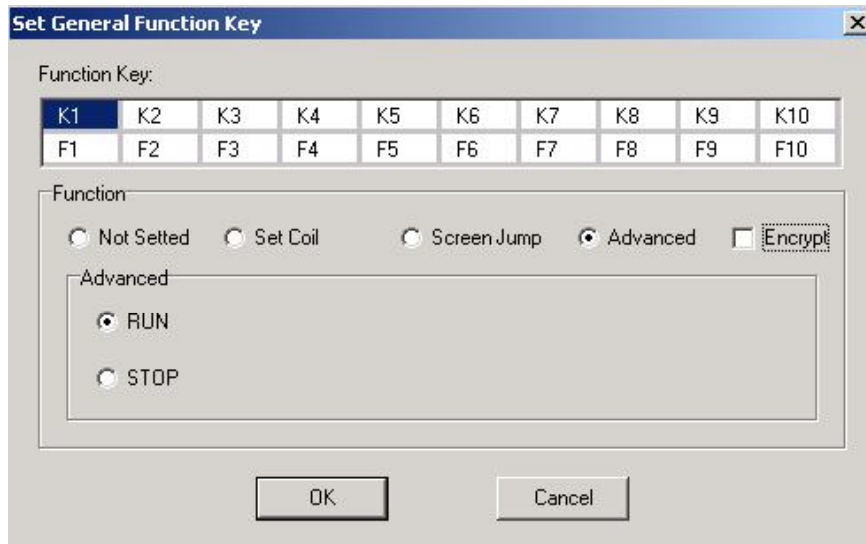 Set General Function Key
Function Key:
K1 K2 K3 K4 K5 K6 K7 K8 K9 K10
F1 F2 F3 F4 F5 F6 F7 F8 F9 F10
Function
Not Setted Set Coil Screen Jump Advanced Encrypt
Advanced
RUN
STOP
OK Cancel